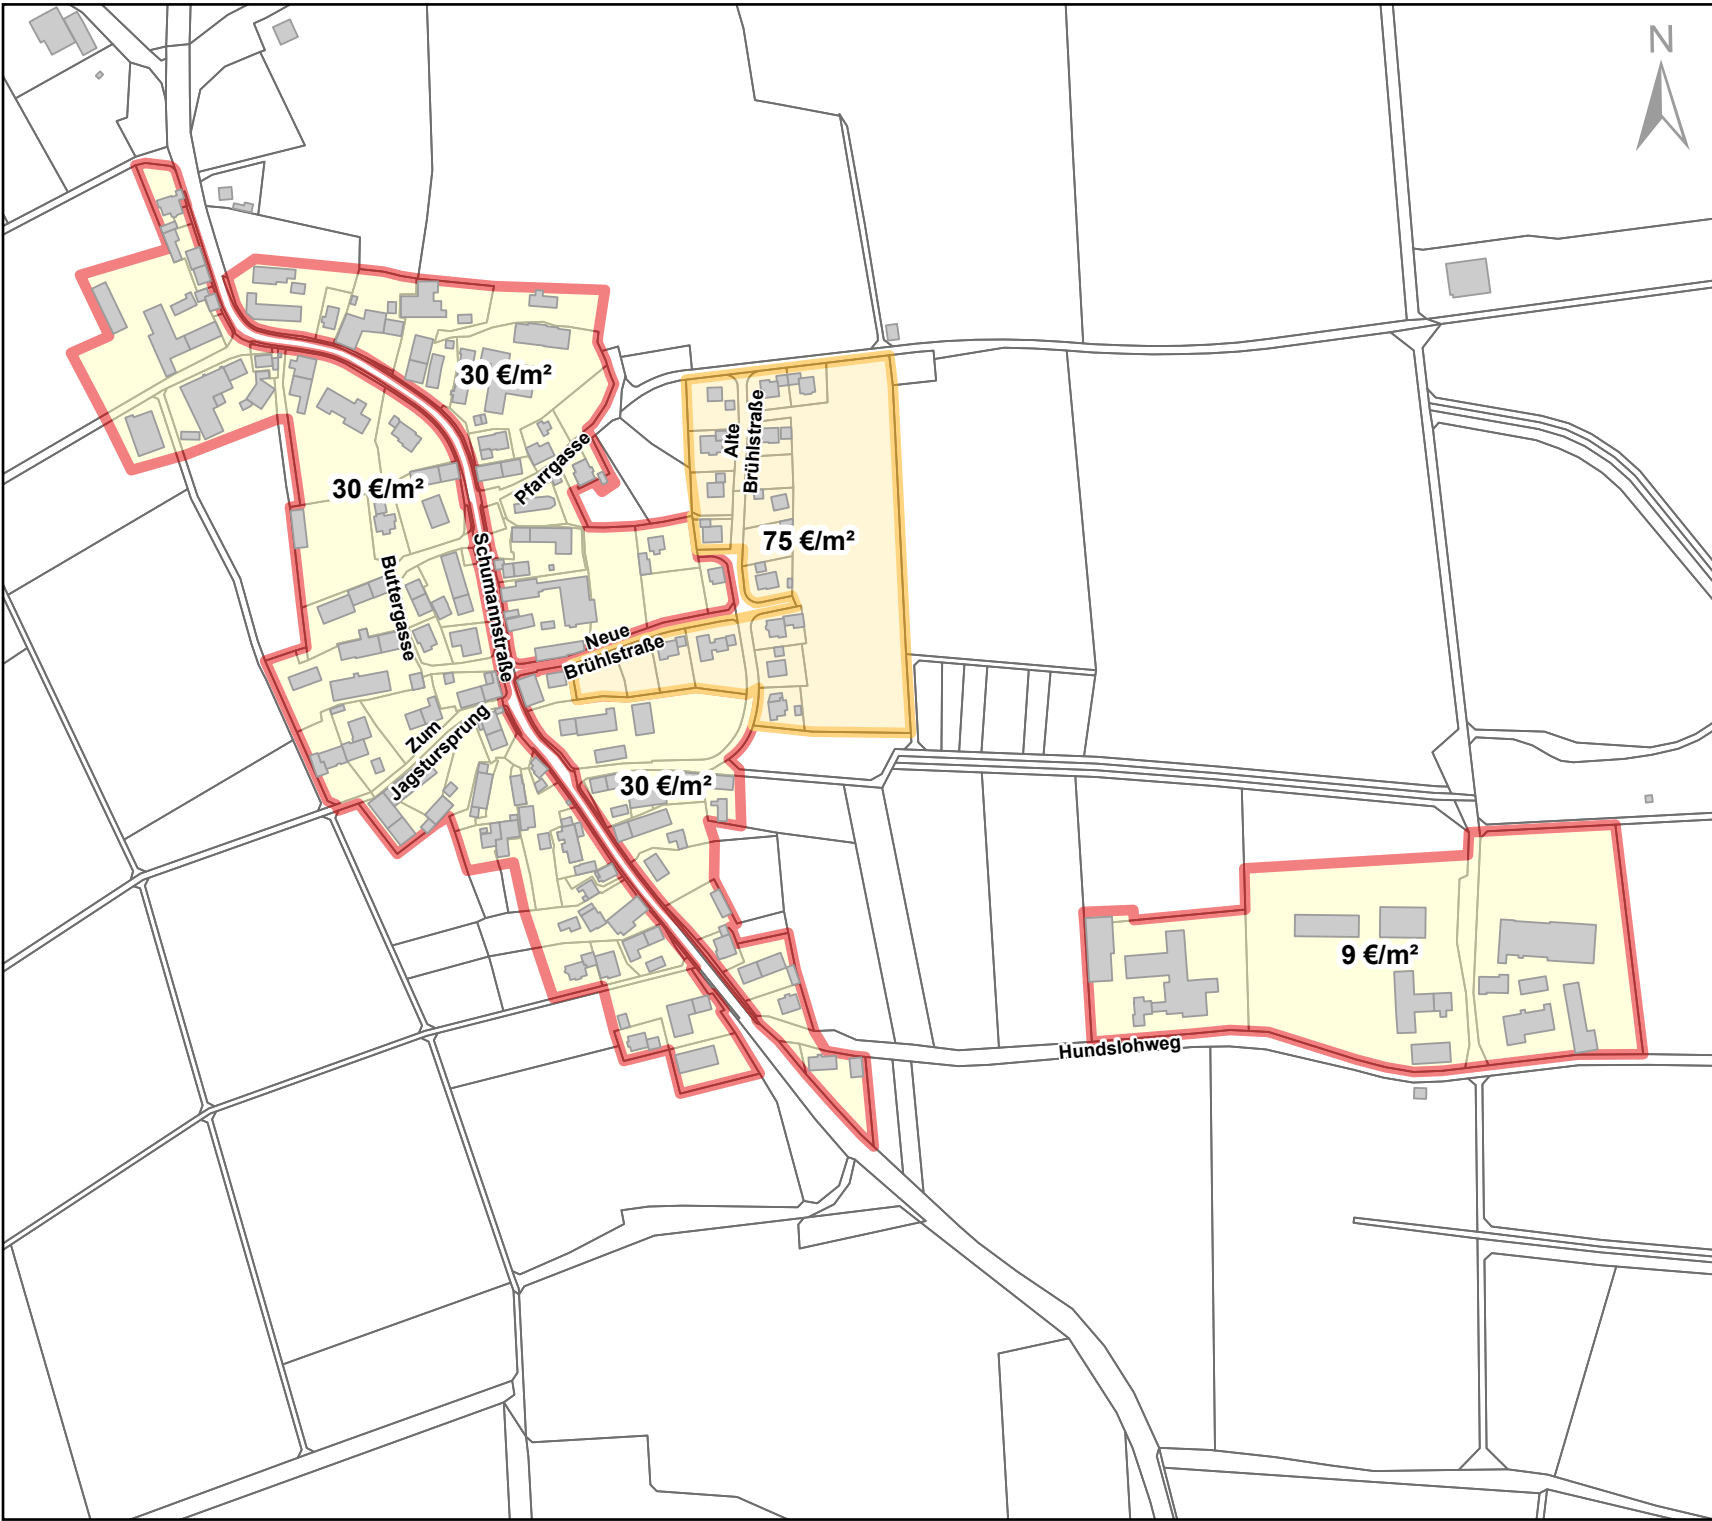 N
30 €/m²
Alte
Brühlstraße
Pfarrgasse
30 €/m²
75 €/m²
Schumannstraße
Buttergasse
Neue
Brühlstraße
Zum
Jagstursprung
30 €/m²
9 €/m²
Hundslohweg